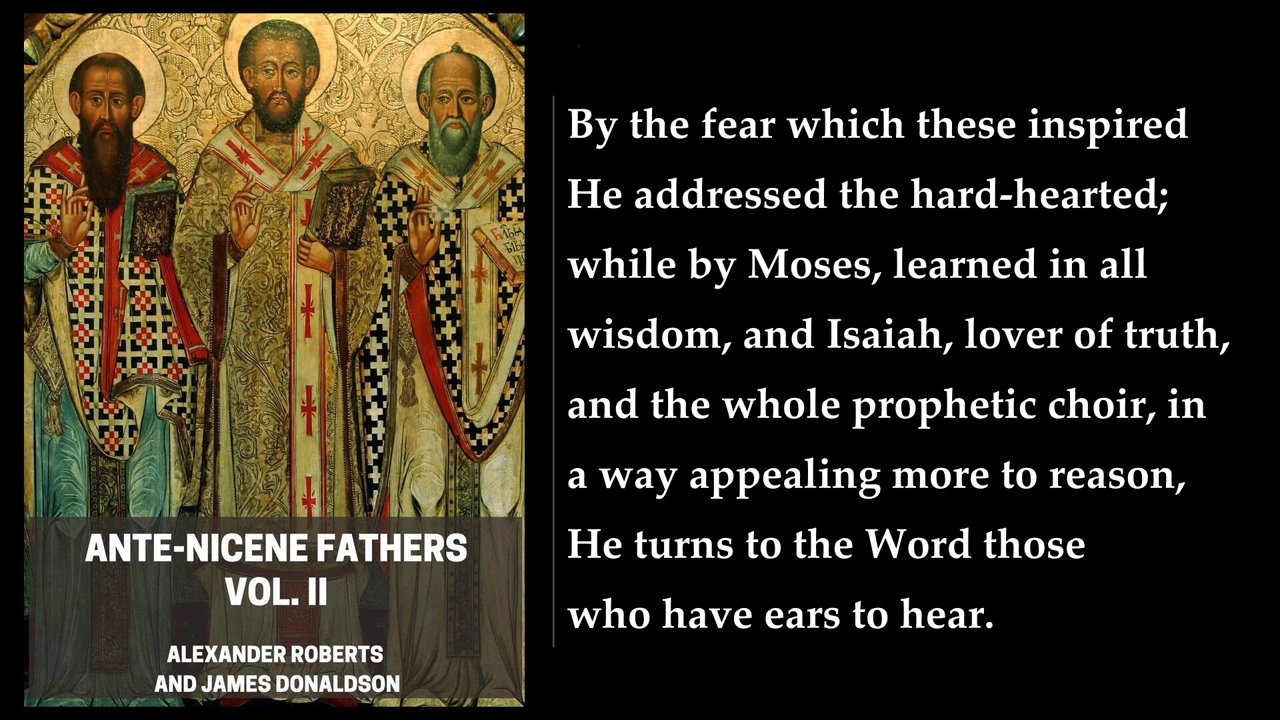 ANTE-NICENE FATHERS
VOL. II
ALEXANDER ROBERTS
AND JAMES DONALDSON
By the fear which these inspired
He addressed the hard-hearted;
while by Moses, learned in all
wisdom, and Isaiah, lover of truth,
and the whole prophetic choir, in
a way appealing more to reason,
He turns to the Word those
who have ears to hear.